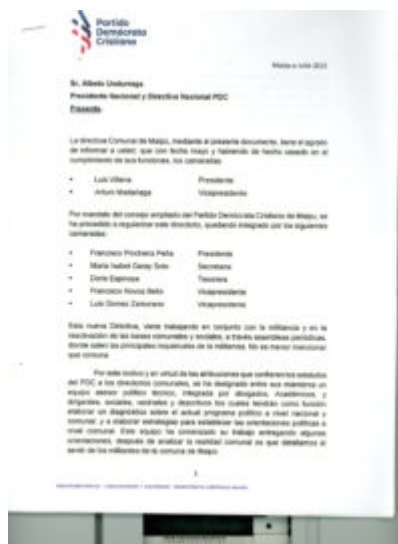 Partido
Demócrata
Cristiano
Presidente Nacional y Directiva Nacional PDC
Presente.
La directiva Comunal de Maipú, mediante el presente documento, tiene el agrado
de informar a usted, que con fecha mayo y habiendo de hecho cesado en el
cumplimiento de sus funciones, los camaradas:
• Luis Villena Presidente
• Arturo Vicepresidente
Por mandato del consejo ampliado del Partido Demócrata Cristiano de Maipú, se
ha procedido a regularizar este directorio, quedando integrado por los siguientes
camaradas:
• Francisco Pincheira Peña Presidente
• María Isabel Garay Soto Secretaria
• Doris Espinoza Tesorera
• Francisco Novoa Vicepresidente
• Luis Gómez Zamorano Vicepresidente
Esta nueva Directiva, viene trabajando en conjunto con la militancia y en la
reactivación de las bases comunales y sociales, a través asambleas periódicas,
donde salen las principales inquietudes de la militancia. No es menor mencionar
que comuna
Por este motivo y en virtud de las atribuciones que confieren los estatutos
del PDC a los directorios comunales, se ha designado entre sus miembros un
equipo asesor político técnico, integrada por abogados, Académicos, y
dirigentes, sociales, vecinales y deportivos los cuales tendrán como función
elaborar un diagnóstico sobre el actual programa político a nivel nacional y
comunal, y a elaborar estrategias para establecer las orientaciones políticas a
nivel comunal. Este equipo ha comenzado su trabajo entregando algunas
orientaciones, después de analizar la realidad comunal es que detallamos el
sentir de los militantes de la comuna de Maipú.
1